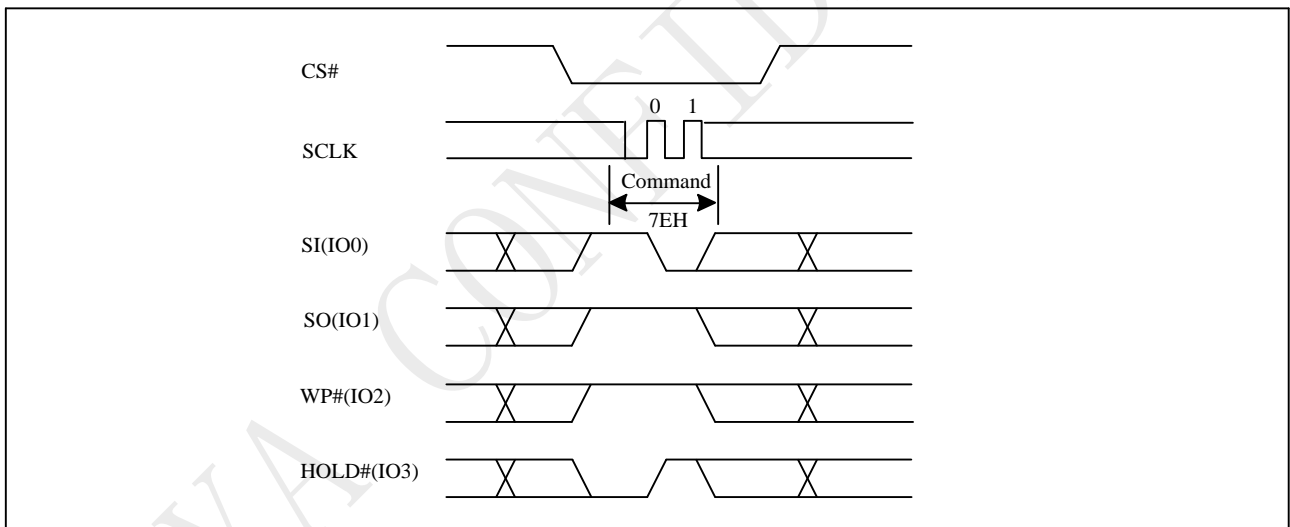 CS#
0 1
SCLK
Command
7EH
SI(IO0)
SO(IO1)
WP#(IO2)
HOLD#(IO3)